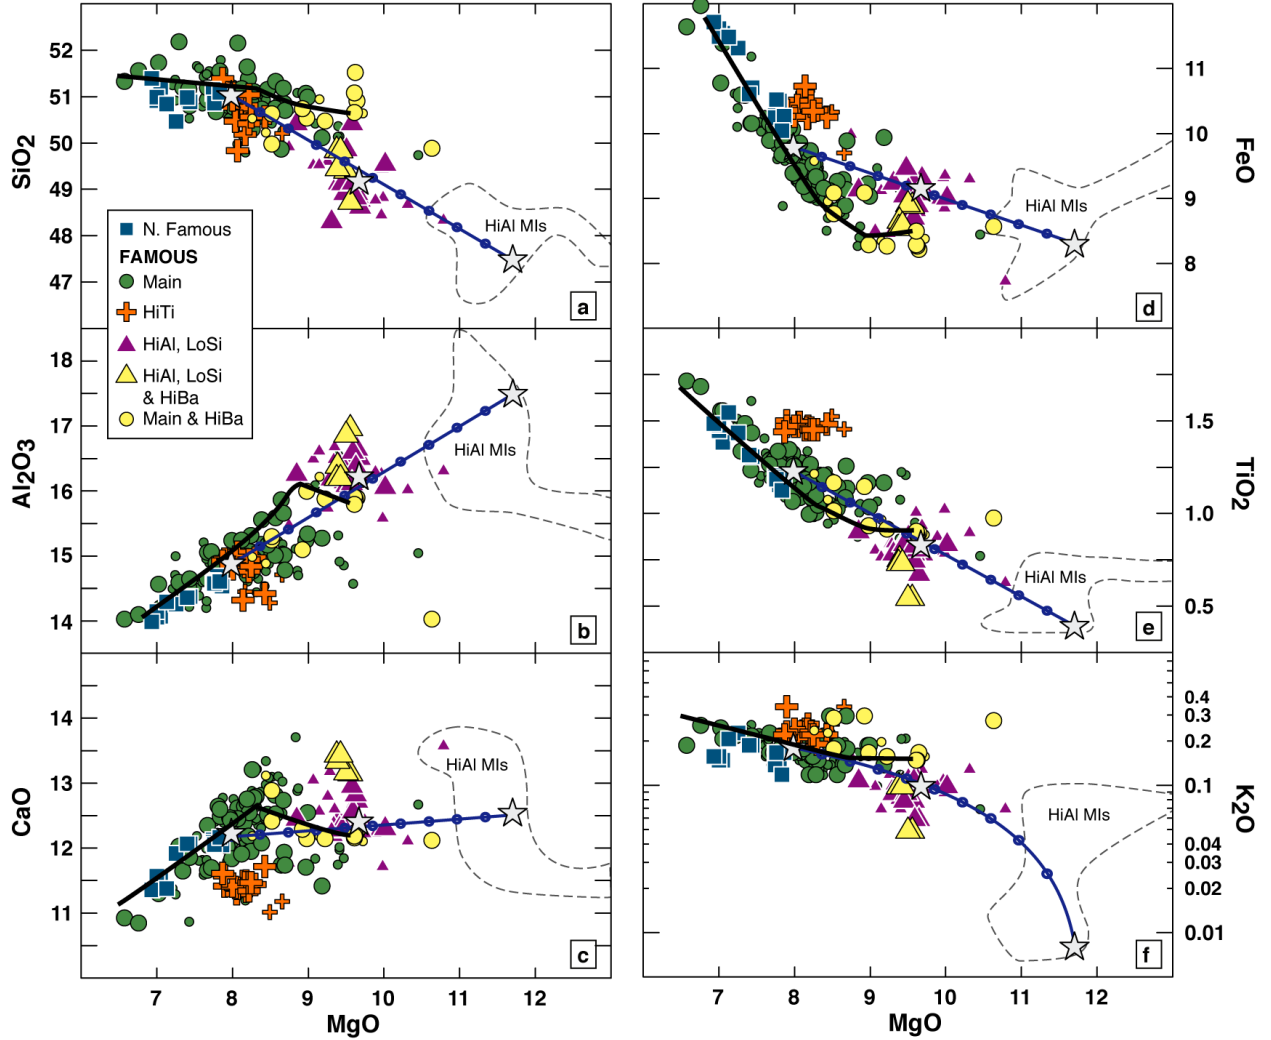 52
51
50
49
48
47
SiO2
N. Famous
FAMOUS
Main
HiTi
HiAl, LoSi
HiAl, LoSi
& HiBa
Main & HiBa
HiAl MIs
a
11
10
9
8
FeO
HiAl MIs
d
18
17
16
15
14
Al2O3
HiAl MIs
b
1.5
1.0
0.5
TiO2
HiAl MIs
e
14
13
12
11
CaO
HiAl MIs
c
0.4
0.3
0.2
0.1
0.04
0.03
0.02
0.01
K2O
HiAl MIs
f
7 8 9 10 11 12
MgO
7 8 9 10 11 12
MgO